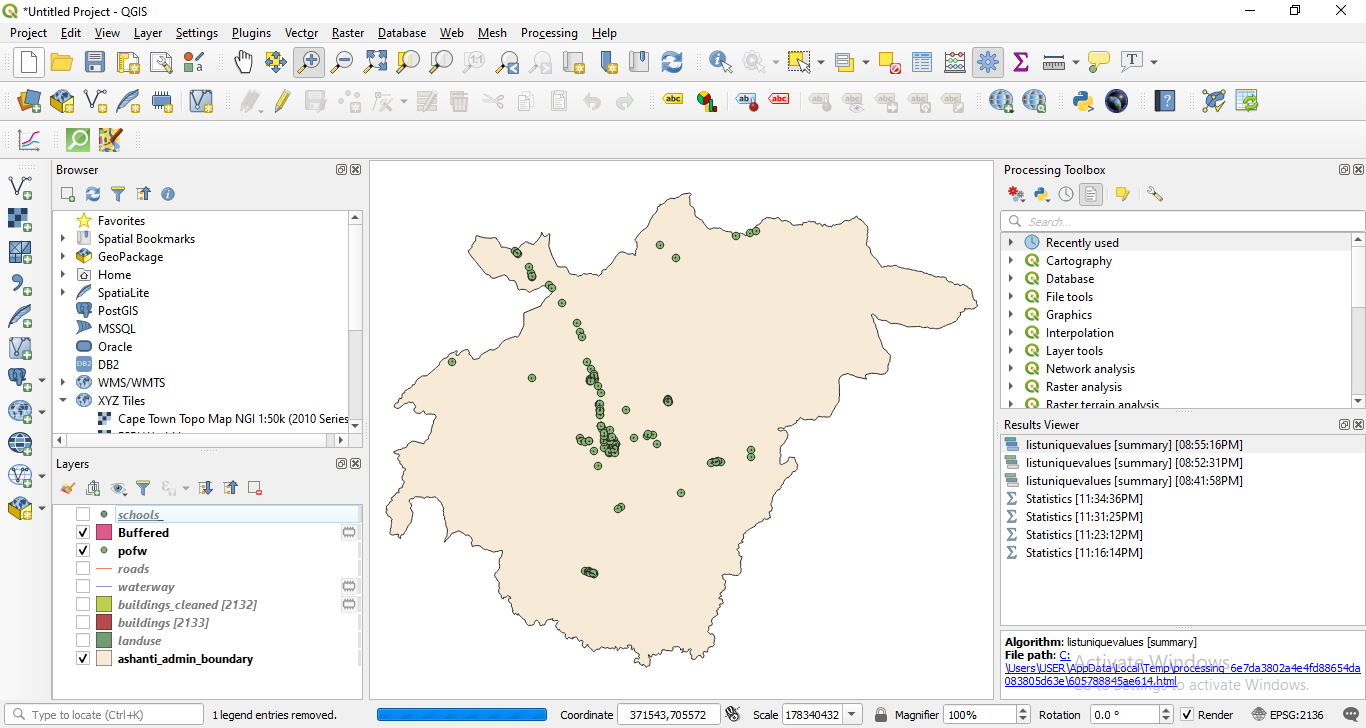 *Untitled Project - QGIS
Project Edit View Layer Settings Plugins Vector Raster Database Web Mesh Processing Help
Browser
Favorites
Spatial Bookmarks
GeoPackage
Home
SpatiaLite
PostGIS
MSSQL
Oracle
DB2
WMS/WMTS
XYZ Tiles
Cape Town Topo Map NGI 1:50k (2010 Series
Layers
schools_
Buffered
pofw
roads
waterway
buildings_cleaned [2132]
buildings [2133]
landuse
ashanti_admin_boundary
Processing Toolbox
Search...
Recently used
Cartography
Database
File tools
Graphics
Interpolation
Layer tools
Network analysis
Raster analysis
Raster terrain analysis
Results Viewer
listuniquevalues [summary] [08:55:16PM]
listuniquevalues [summary] [08:52:31PM]
listuniquevalues [summary] [08:41:58PM]
Statistics [11:34:36PM]
Statistics [11:31:25PM]
Statistics [11:23:12PM]
Statistics [11:16:14PM]
Algorithm: listuniquevalues [summary]
File path: C:
\Users\USER\AppData\Local\Temp\processing_6e7da3802a4e4fd88654da
083805d63e\605788845ae614.html
Activate Windows
Go to Settings to activate Windows.
Type to locate (Ctrl+K) 1 legend entries removed. Coordinate 371543,705572 Scale 178340432 Magnifier 100% Rotation 0.0 ° Render EPSG:2136